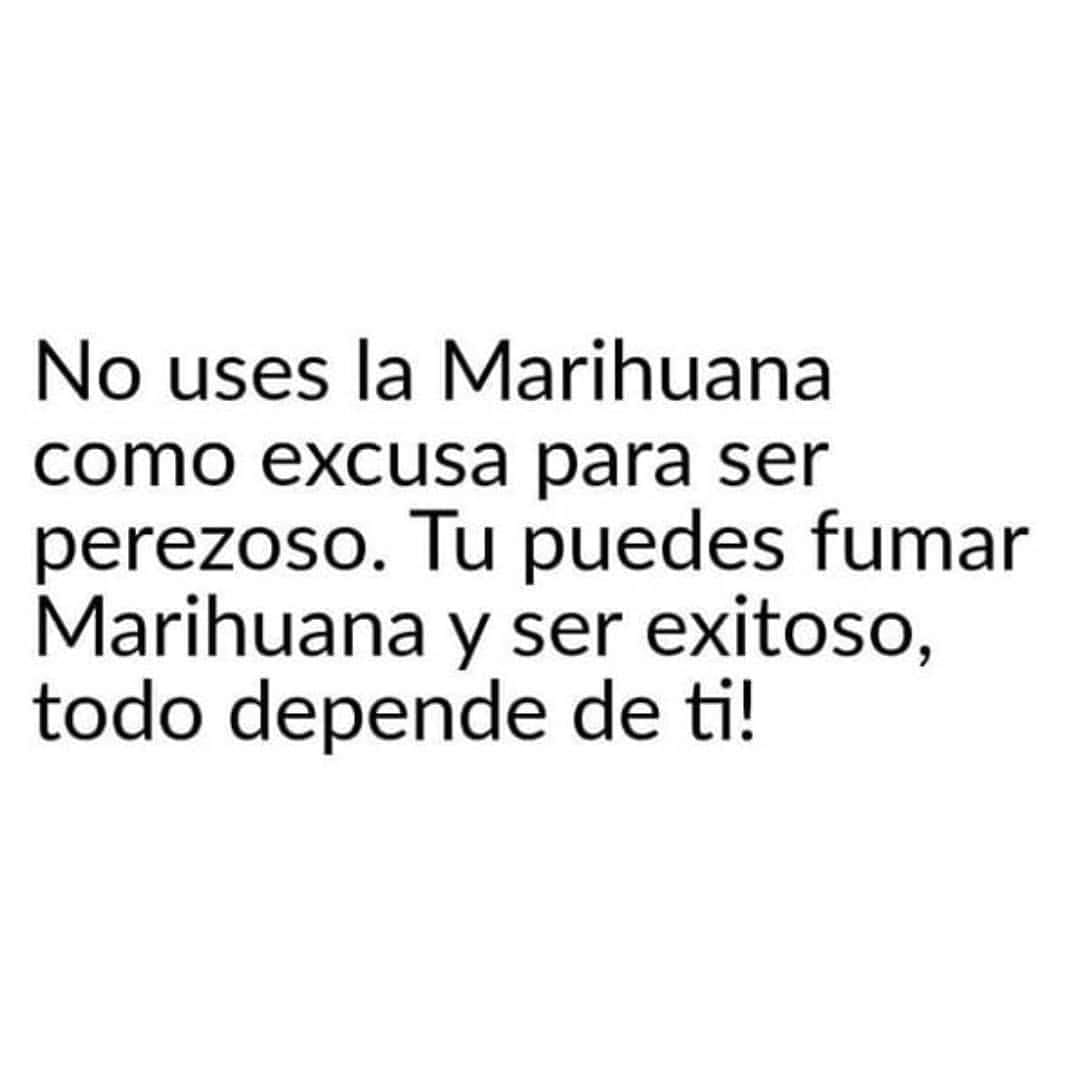 No uses la Marihuana
como excusa para ser
perezoso. Tu puedes fumar
Marihuana y ser exitoso,
todo depende de ti!